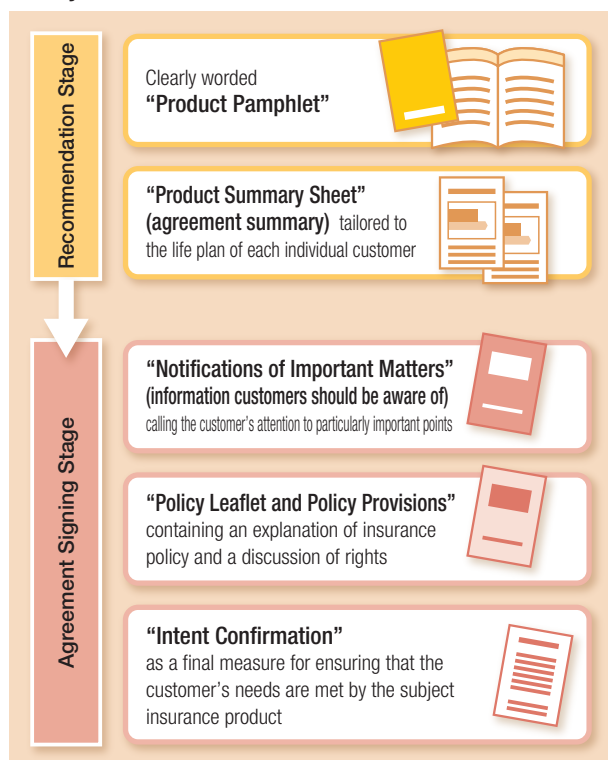 Recommendation Stage
Clearly worded
“Product Pamphlet”
“Product Summary Sheet”
(agreement summary) tailored to
the life plan of each individual customer
Agreement Signing Stage
“Notifications of Important Matters”
(information customers should be aware of)
calling the customer’s attention to particularly important points
“Policy Leaflet and Policy Provisions”
containing an explanation of insurance
policy and a discussion of rights
“Intent Confirmation”
as a final measure for ensuring that the
customer’s needs are met by the subject
insurance product